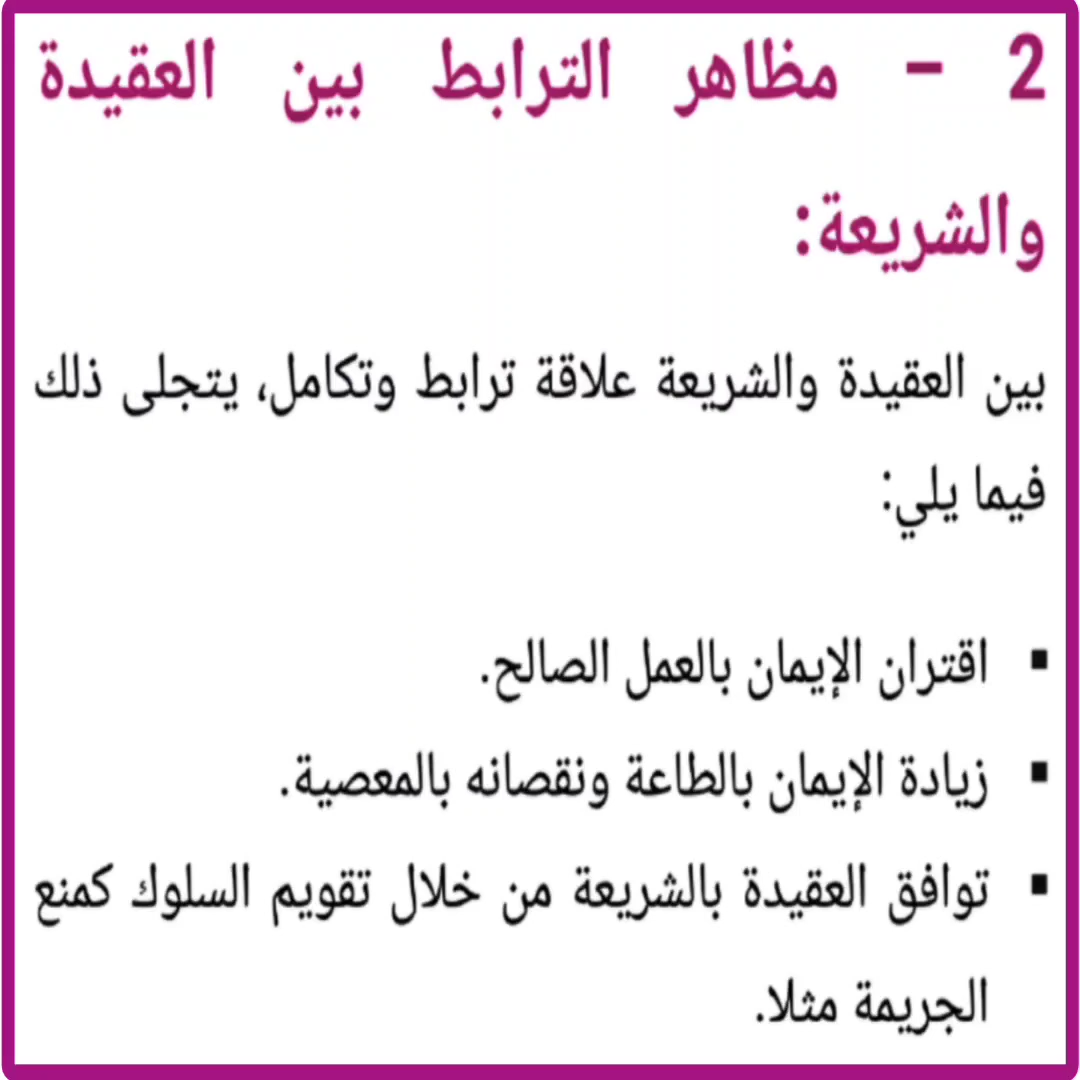 2 – مظاهر الترابط بين العقيدة
والشريعة:
بين العقيدة والشريعة علاقة ترابط وتكامل، يتجلى ذلك
فيما يلي:
▪ اقتران الإيمان بالعمل الصالح.
▪ زيادة الإيمان بالطاعة ونقصانه بالمعصية.
▪ توافق العقيدة بالشريعة من خلال تقويم السلوك كمنع
الجريمة مثلا.